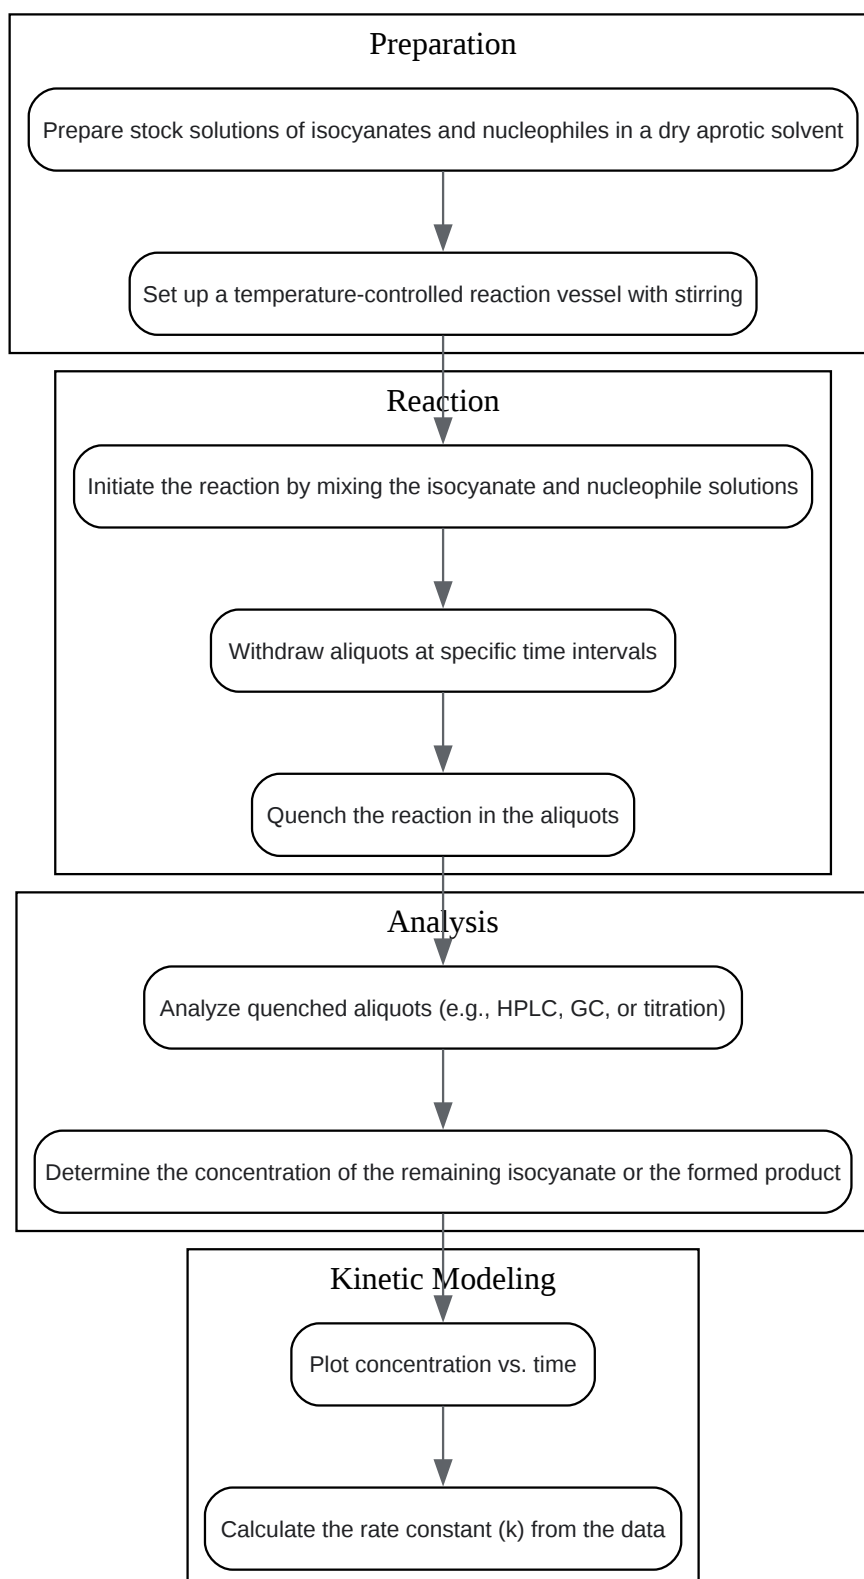 Preparation
Prepare stock solutions of isocyanates and nucleophiles in a dry aprotic solvent
Set up a temperature-controlled reaction vessel with stirring
Reaction
Initiate the reaction by mixing the isocyanate and nucleophile solutions
Withdraw aliquots at specific time intervals
Quench the reaction in the aliquots
Analysis
Analyze quenched aliquots (e.g., HPLC, GC, or titration)
Determine the concentration of the remaining isocyanate or the formed product
Kinetic Modeling
Plot concentration vs. time
Calculate the rate constant (k) from the data